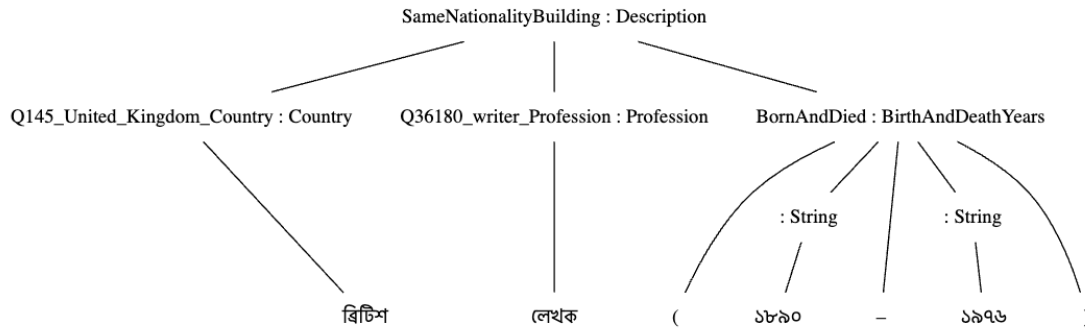 SameNationalityBuilding : Description
Q145_United_Kingdom_Country : Country Q36180_writer_Profession : Profession BornAndDied : BirthAndDeathYears
: String : String
ব্রিটিশ লেখক ( ১৮৯০ – ১৯৭৬